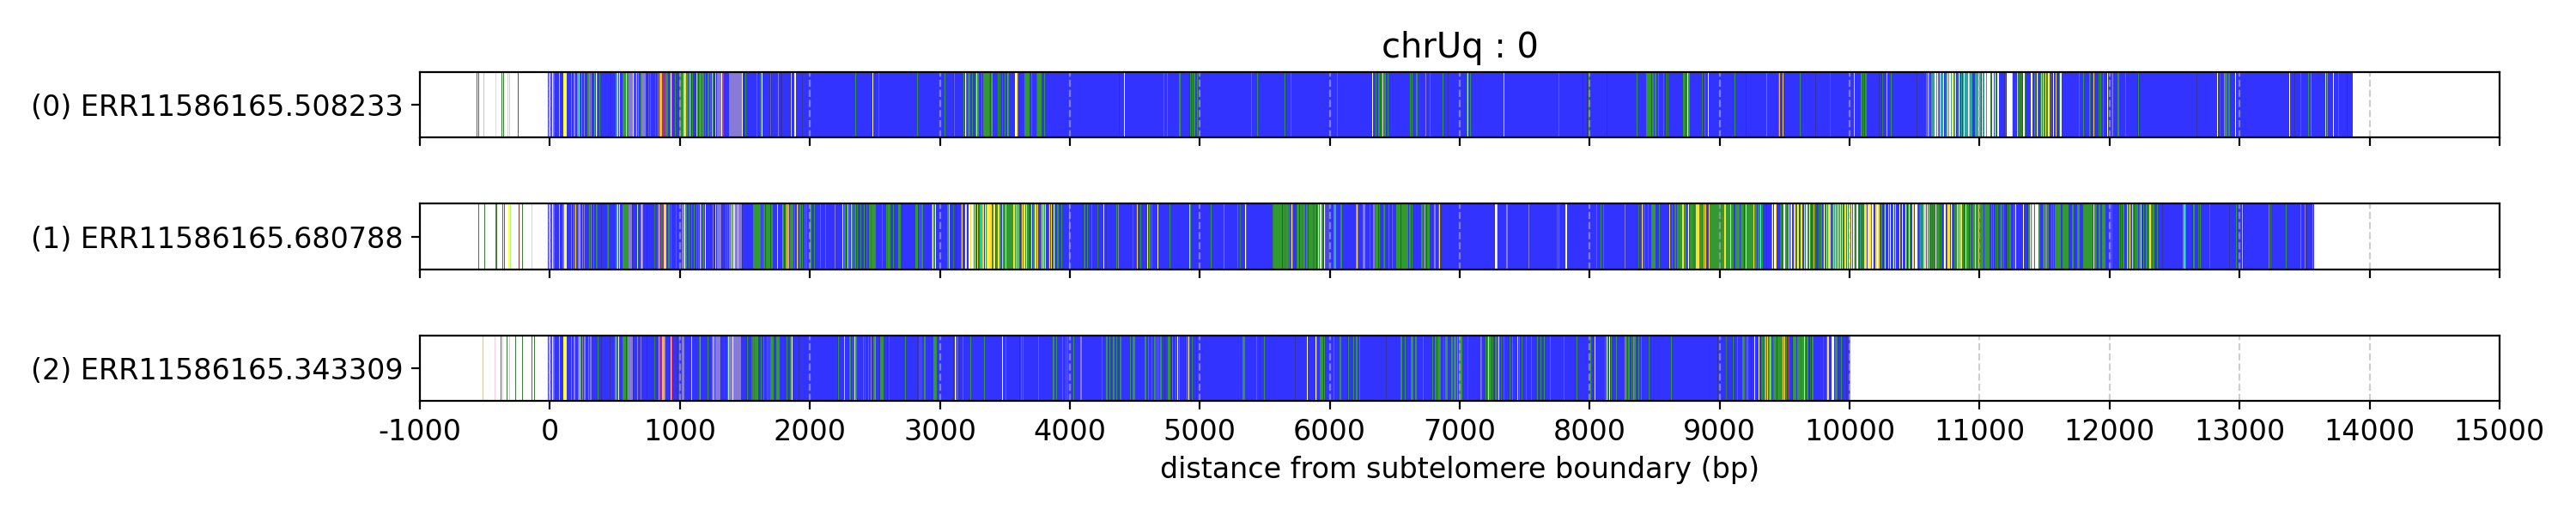 chrUq : 0
(0) ERR11586165.508233
(1) ERR11586165.680788
(2) ERR11586165.343309
-1000 0 1000 2000 3000 4000 5000 6000 7000 8000 9000 10000 11000 12000 13000 14000 15000
distance from subtelomere boundary (bp)